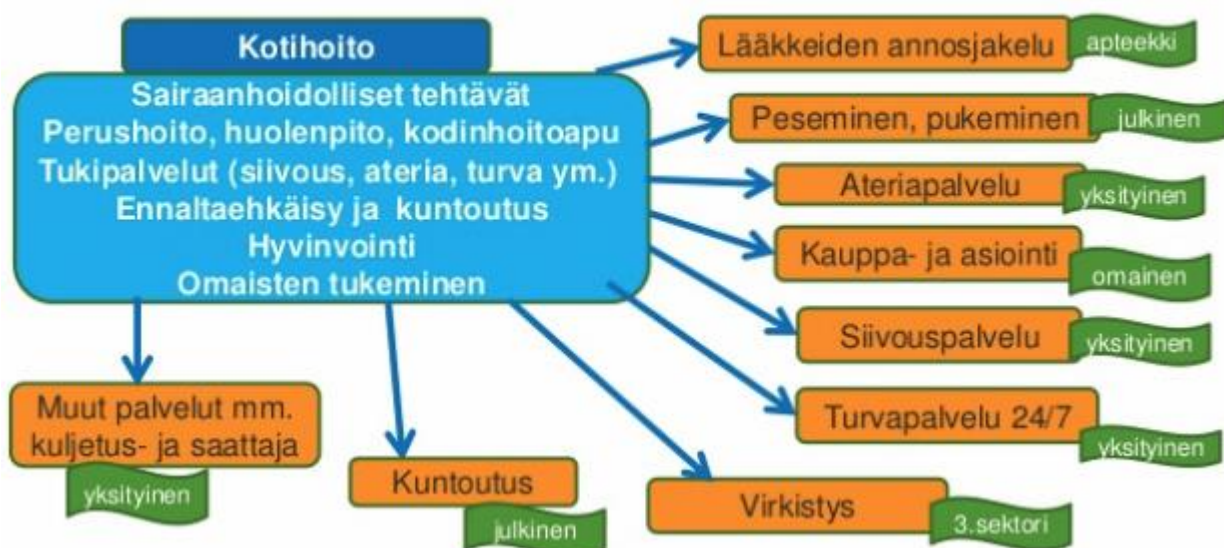 Kotihoito
Sairaanhoidolliset tehtävät
Perushoito, huolenpito, kodinhoitoapu
Tukipalvelut (siivous, ateria, turva ym.)
Ennaltaehkäisy ja kuntoutus
Hyvinvointi
Omaisten tukeminen
Lääkkeiden annosjakelu
apteekki
Peseminen, pukeminen
julkinen
Ateriapalvelu
yksityinen
Kauppa- ja asiointi
omainen
Siivouspalvelu
yksityinen
Turvapalvelu 24/7
yksityinen
Muut palvelut mm.
kuljetus- ja saattaja
yksityinen
Kuntoutus
julkinen
Virkistys
3.sektori